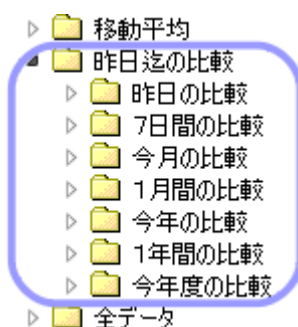 移動平均
昨日迄の比較
昨日の比較
7日間の比較
今月の比較
1月間の比較
今年の比較
1年間の比較
今年度の比較
全データ